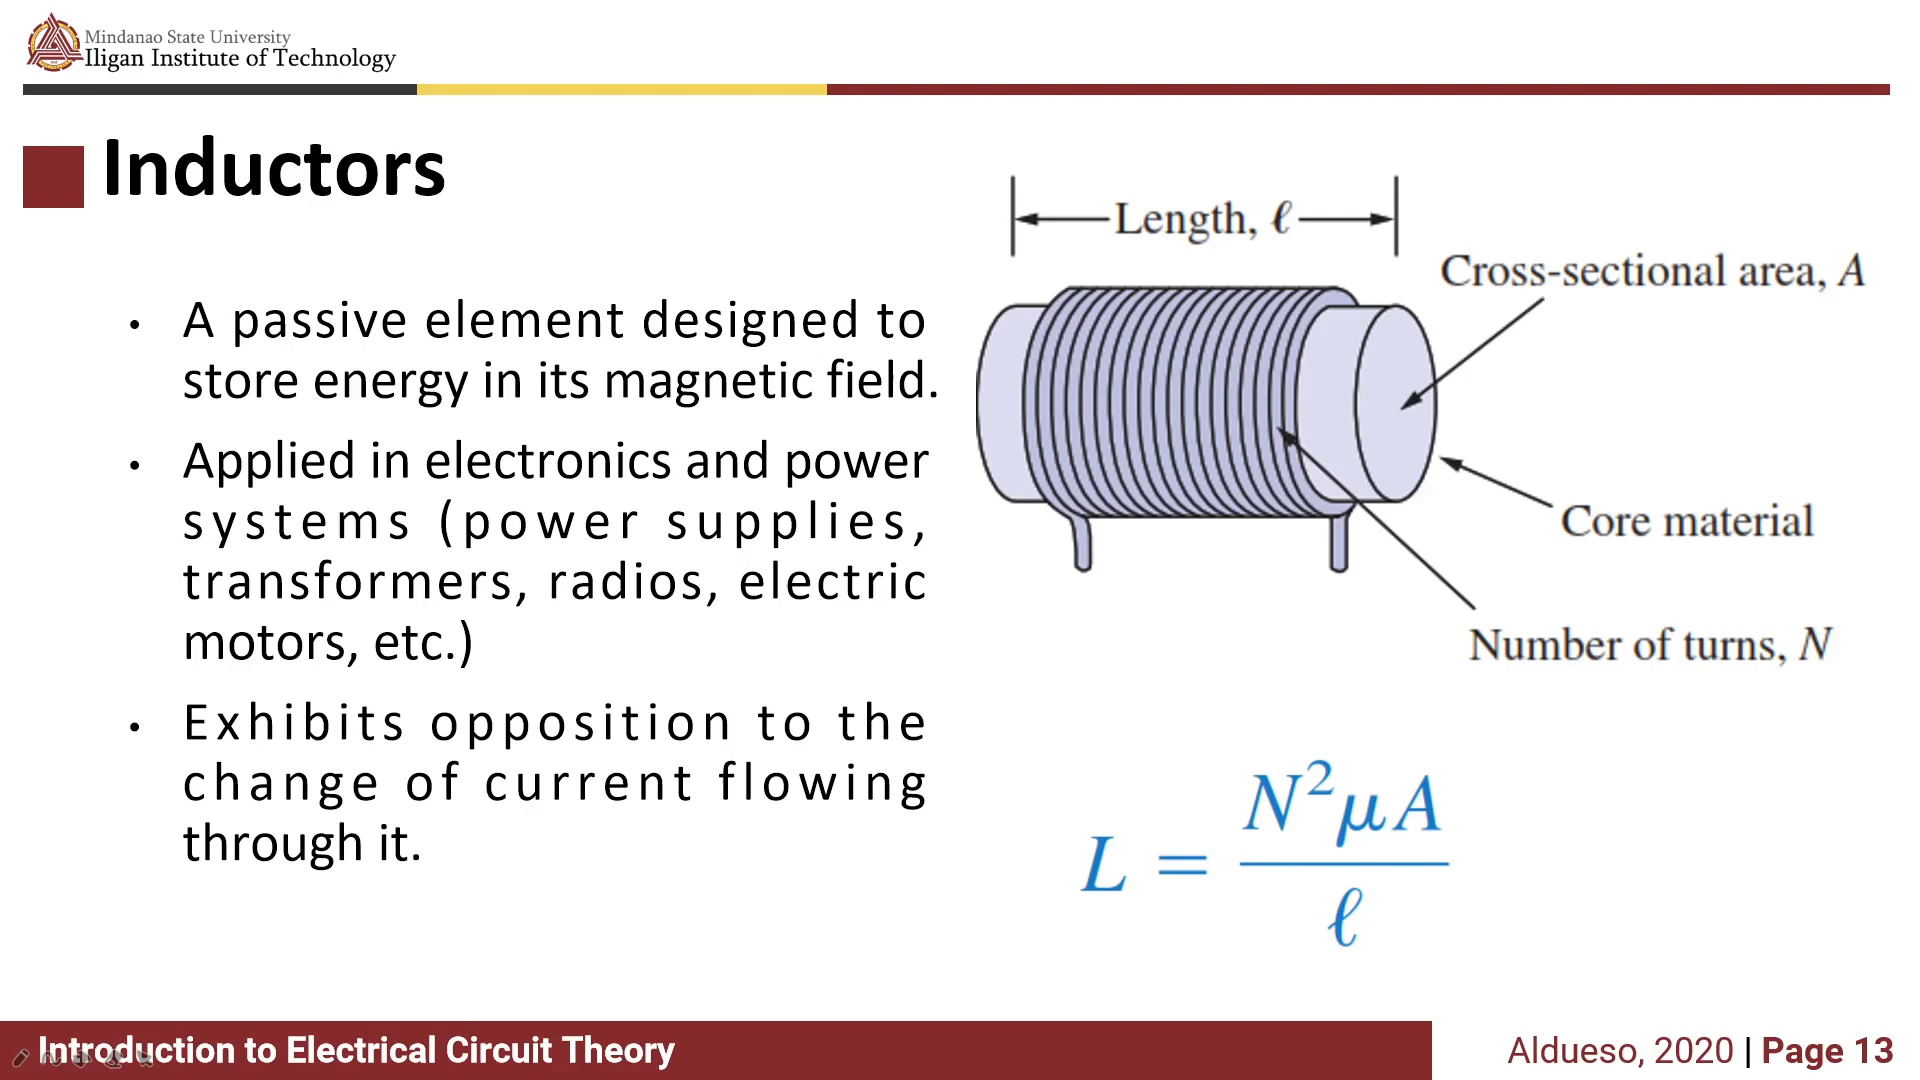 Mindanao State University
Iligan Institute of Technology
Inductors
• A passive element designed to
store energy in its magnetic field.
• Applied in electronics and power
systems (power supplies,
transformers, radios, electric
motors, etc.)
• Exhibits opposition to the
change of current flowing
through it.
Length, ℓ
Cross-sectional area, A
Core material
Number of turns, N
L = N²μA / ℓ
Introduction to Electrical Circuit Theory
Aldueso, 2020 | Page 13